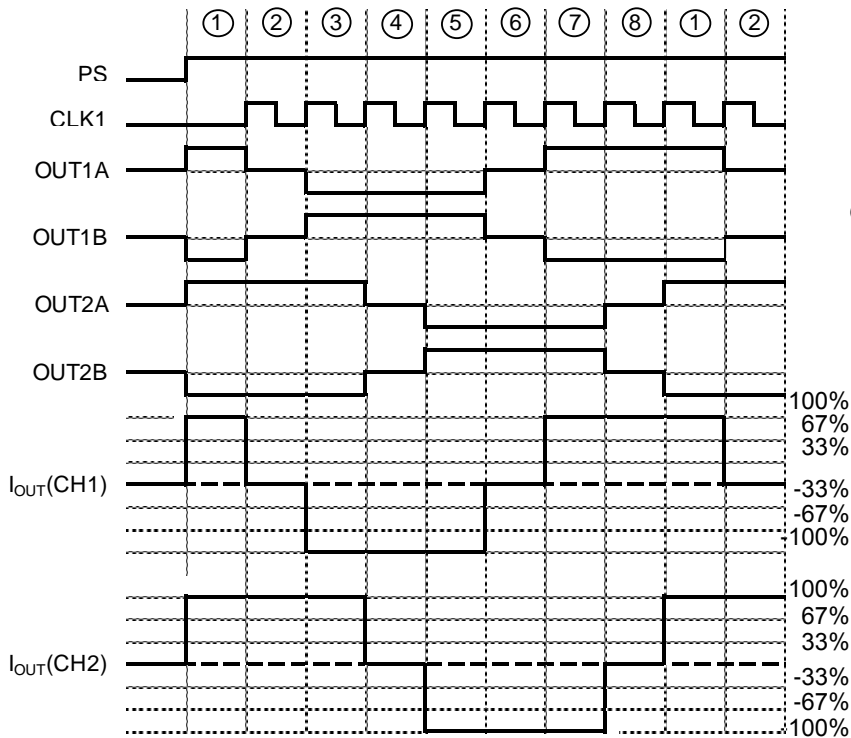 ① ② ③ ④ ⑤ ⑥ ⑦ ⑧ ① ②
PS
CLK1
OUT1A
OUT1B
OUT2A
OUT2B
100%
67%
33%
IOUT(CH1)
-33%
-67%
-100%
100%
67%
33%
IOUT(CH2)
-33%
-67%
-100%